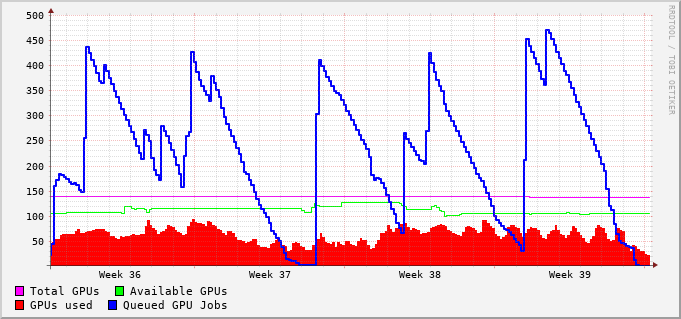 500
450
400
350
300
250
200
150
100
50
Week 36 Week 37 Week 38 Week 39
Total GPUs Available GPUs
GPUs used Queued GPU Jobs
RRDTOOL / TOBI OETIKER